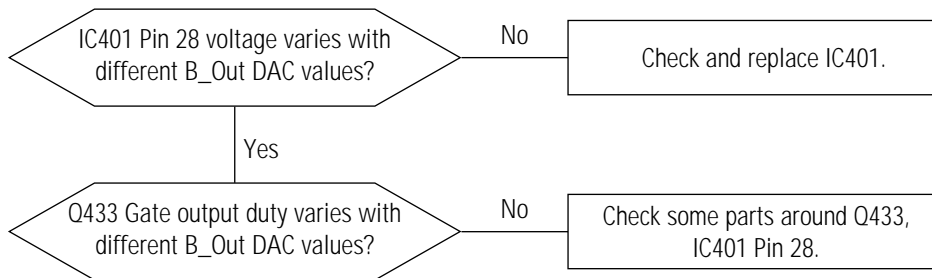 IC401 Pin 28 voltage varies with
different B_Out DAC values?
No
Check and replace IC401.
Yes
Q433 Gate output duty varies with
different B_Out DAC values?
No
Check some parts around Q433,
IC401 Pin 28.